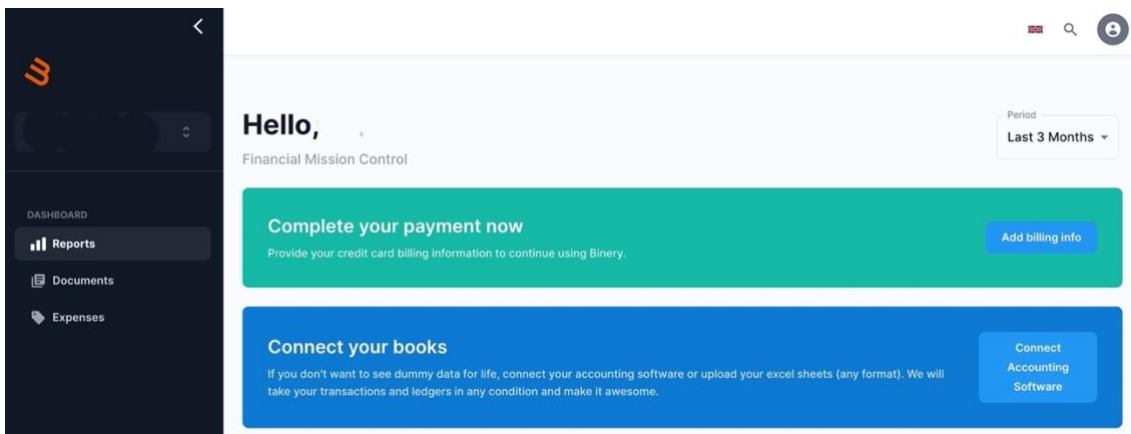 Hello,
Financial Mission Control
Period
Last 3 Months
DASHBOARD
Reports
Documents
Expenses
Complete your payment now
Provide your credit card billing information to continue using Binery.
Add billing info
Connect your books
If you don't want to see dummy data for life, connect your accounting software or upload your excel sheets (any format). We will
take your transactions and ledgers in any condition and make it awesome.
Connect
Accounting
Software